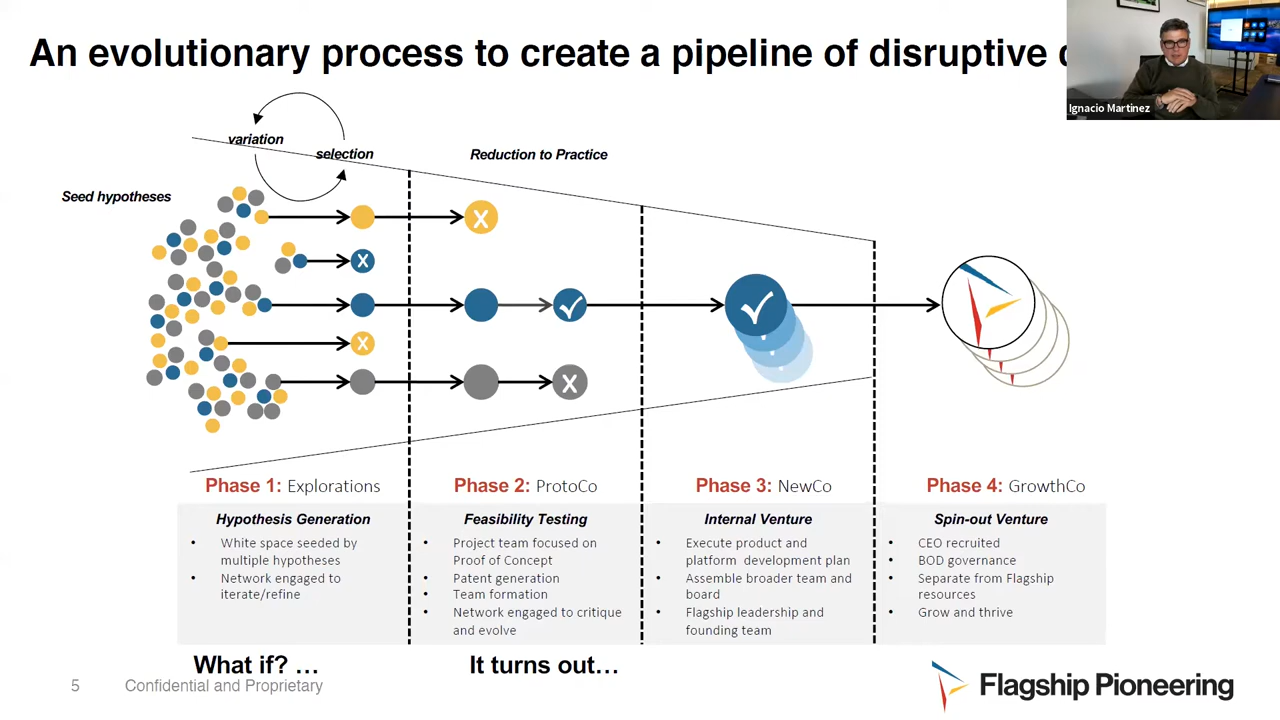 An evolutionary process to create a pipeline of disruptive
Ignacio Martinez
variation
selection
Reduction to Practice
Seed hypotheses
X
X
X
X
Phase 1: Explorations
Phase 2: ProtoCo
Phase 3: NewCo
Phase 4: GrowthCo
Hypothesis Generation
• White space seeded by
multiple hypotheses
• Network engaged to
iterate/refine
Feasibility Testing
• Project team focused on
Proof of Concept
• Patent generation
• Team formation
• Network engaged to critique
and evolve
Internal Venture
• Execute product and
platform development plan
• Assemble broader team and
board
• Flagship leadership and
founding team
Spin-out Venture
• CEO recruited
• BOD governance
• Separate from Flagship
resources
• Grow and thrive
What if? …
It turns out…
5
Confidential and Proprietary
Flagship Pioneering